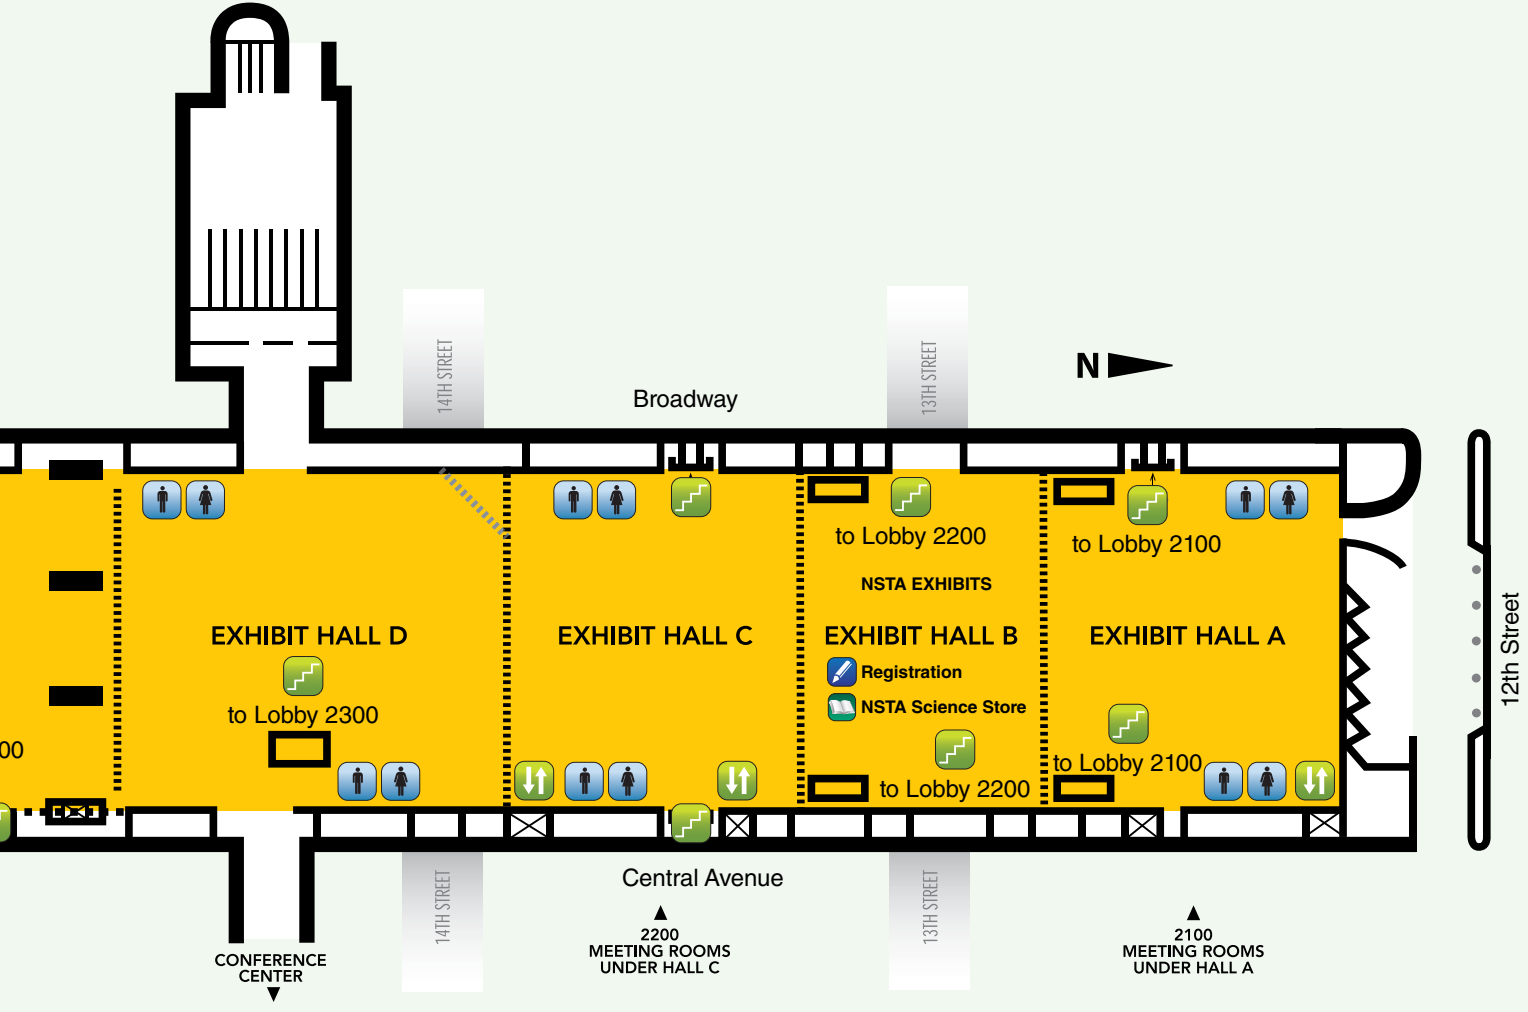 14TH STREET
13TH STREET
N
Broadway
to Lobby 2200
to Lobby 2100
NSTA EXHIBITS
EXHIBIT HALL D
EXHIBIT HALL C
EXHIBIT HALL B
EXHIBIT HALL A
12th Street
Registration
NSTA Science Store
to Lobby 2300
00
to Lobby 2100
to Lobby 2200
Central Avenue
14TH STREET
13TH STREET
CONFERENCE
CENTER
2200
MEETING ROOMS
UNDER HALL C
2100
MEETING ROOMS
UNDER HALL A